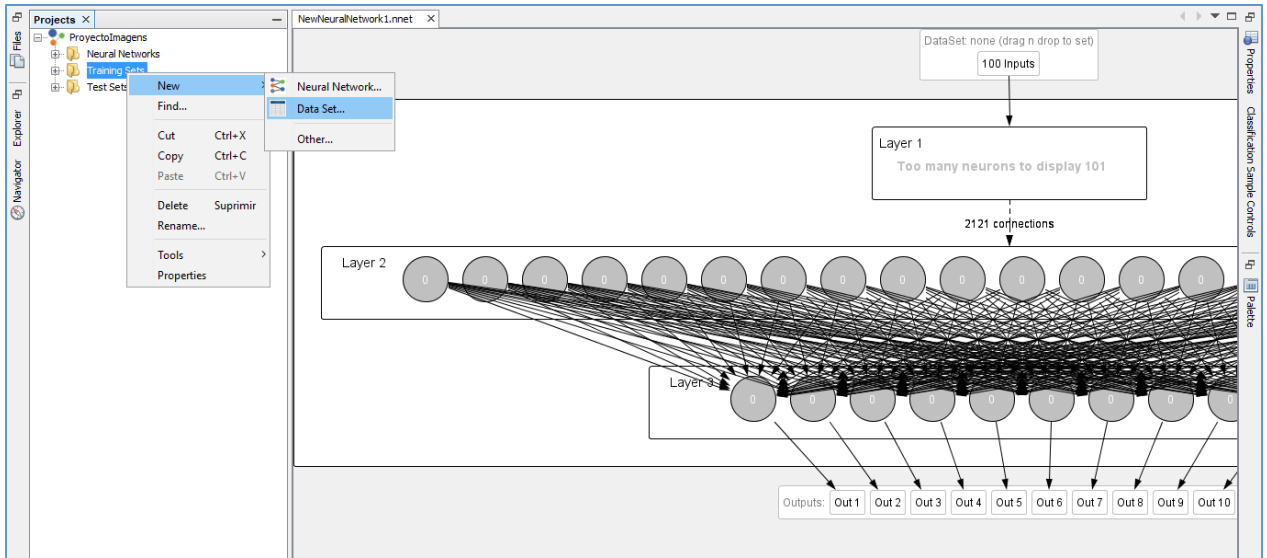 Projects
ProyectoImagens
Neural Networks
Training Sets
Test Sets
New
Find...
Cut Ctrl+X
Copy Ctrl+C
Paste Ctrl+V
Delete Suprimir
Rename...
Tools
Properties
Neural Network...
Data Set...
Other...
Files
Explorer
Navigator
NewNeuralNetwork1.nnet
DataSet: none (drag n drop to set)
100 Inputs
Layer 1
Too many neurons to display 101
2121 connections
Layer 2
0 0 0 0 0 0 0 0 0 0 0 0 0 0
Layer 3
0 0 0 0 0 0 0 0 0
Outputs: Out 1 Out 2 Out 3 Out 4 Out 5 Out 6 Out 7 Out 8 Out 9 Out 10
Properties
Classification Sample Controls
Palette